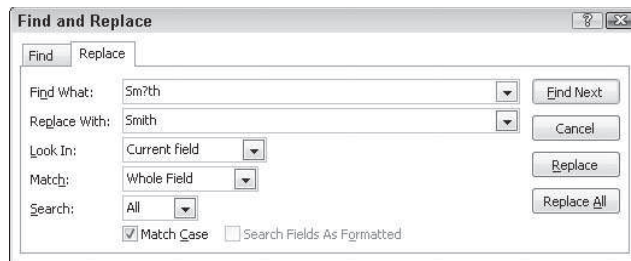 Find and Replace
Find Replace
Find What: Sm?th Find Next
Replace With: Smith Cancel
Look In: Current field
Match: Whole Field Replace
Search: All Replace All
Match Case Search Fields As Formatted